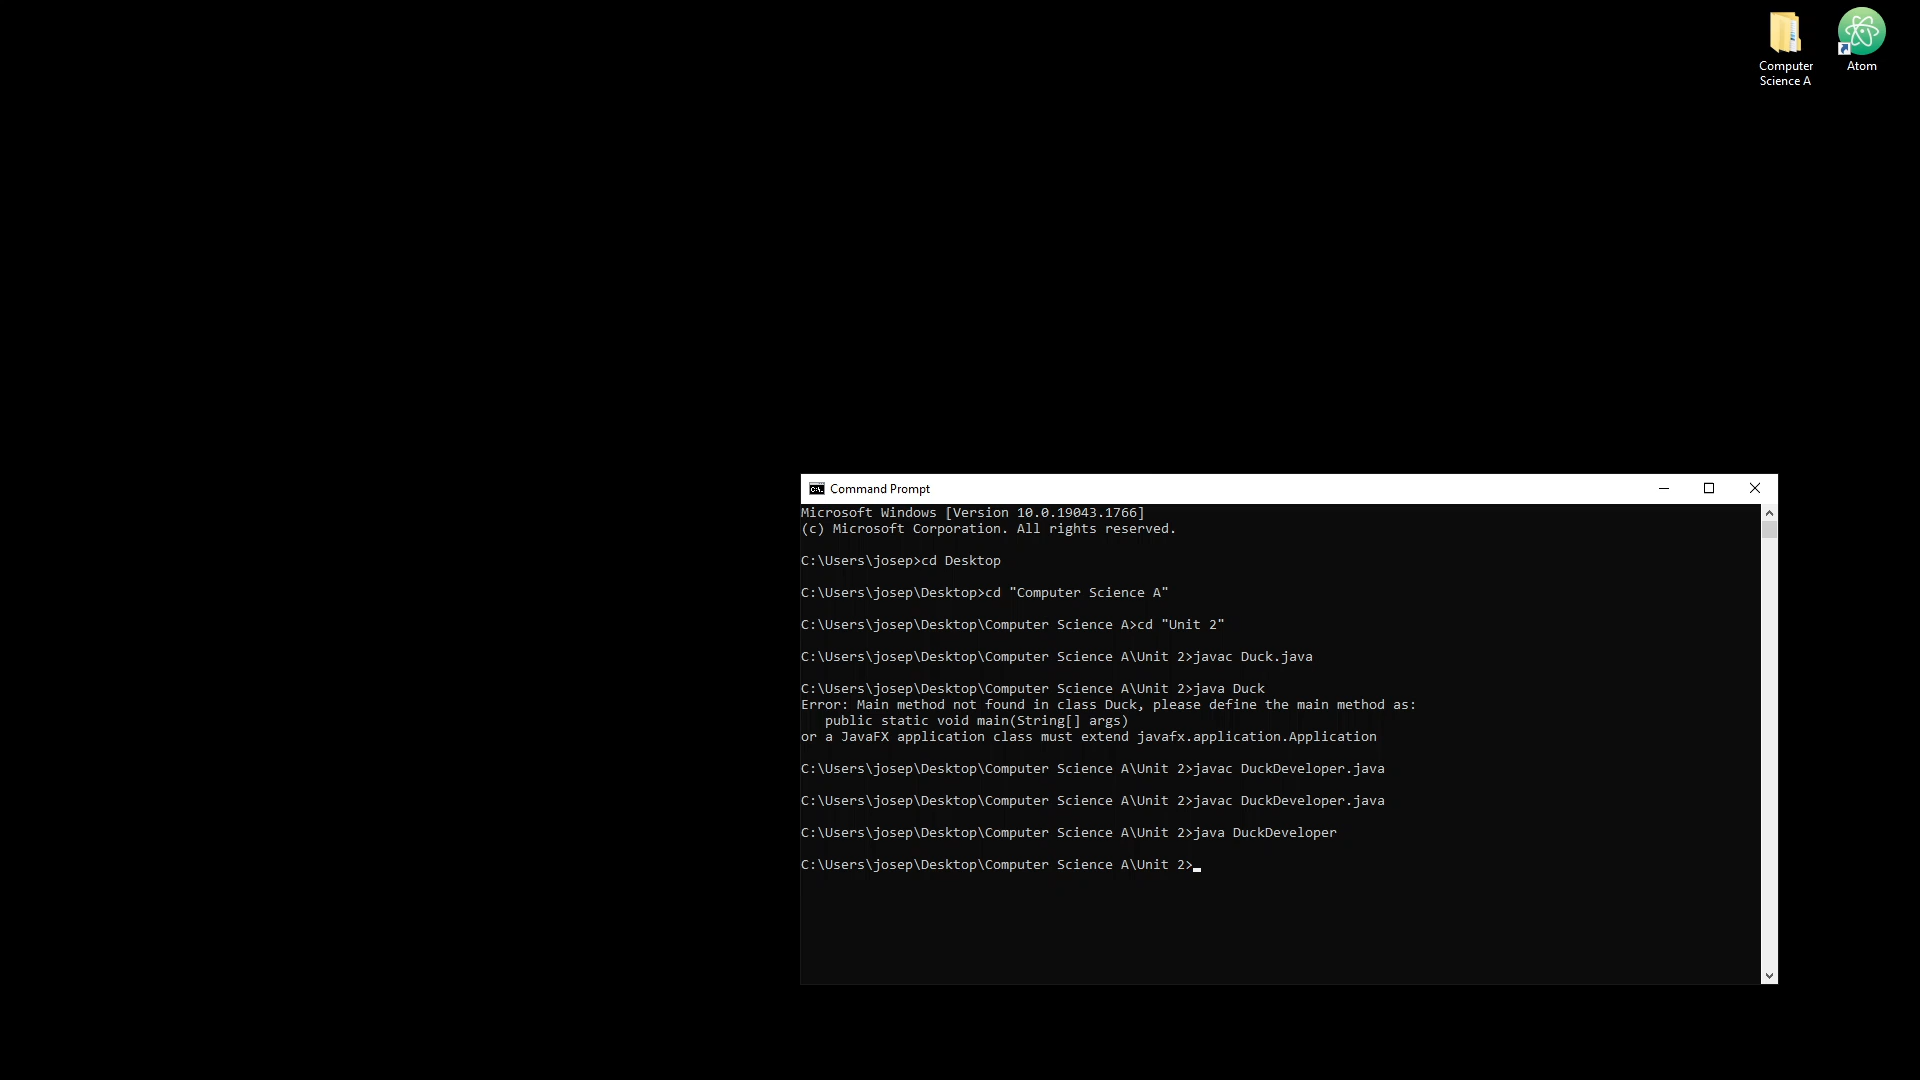 Computer
Science A
Atom
Command Prompt
Microsoft Windows [Version 10.0.19043.1766]
(c) Microsoft Corporation. All rights reserved.
C:\Users\josep>cd Desktop
C:\Users\josep\Desktop>cd "Computer Science A"
C:\Users\josep\Desktop\Computer Science A>cd "Unit 2"
C:\Users\josep\Desktop\Computer Science A\Unit 2>javac Duck.java
C:\Users\josep\Desktop\Computer Science A\Unit 2>java Duck
Error: Main method not found in class Duck, please define the main method as:
   public static void main(String[] args)
or a JavaFX application class must extend javafx.application.Application
C:\Users\josep\Desktop\Computer Science A\Unit 2>javac DuckDeveloper.java
C:\Users\josep\Desktop\Computer Science A\Unit 2>javac DuckDeveloper.java
C:\Users\josep\Desktop\Computer Science A\Unit 2>java DuckDeveloper
C:\Users\josep\Desktop\Computer Science A\Unit 2>